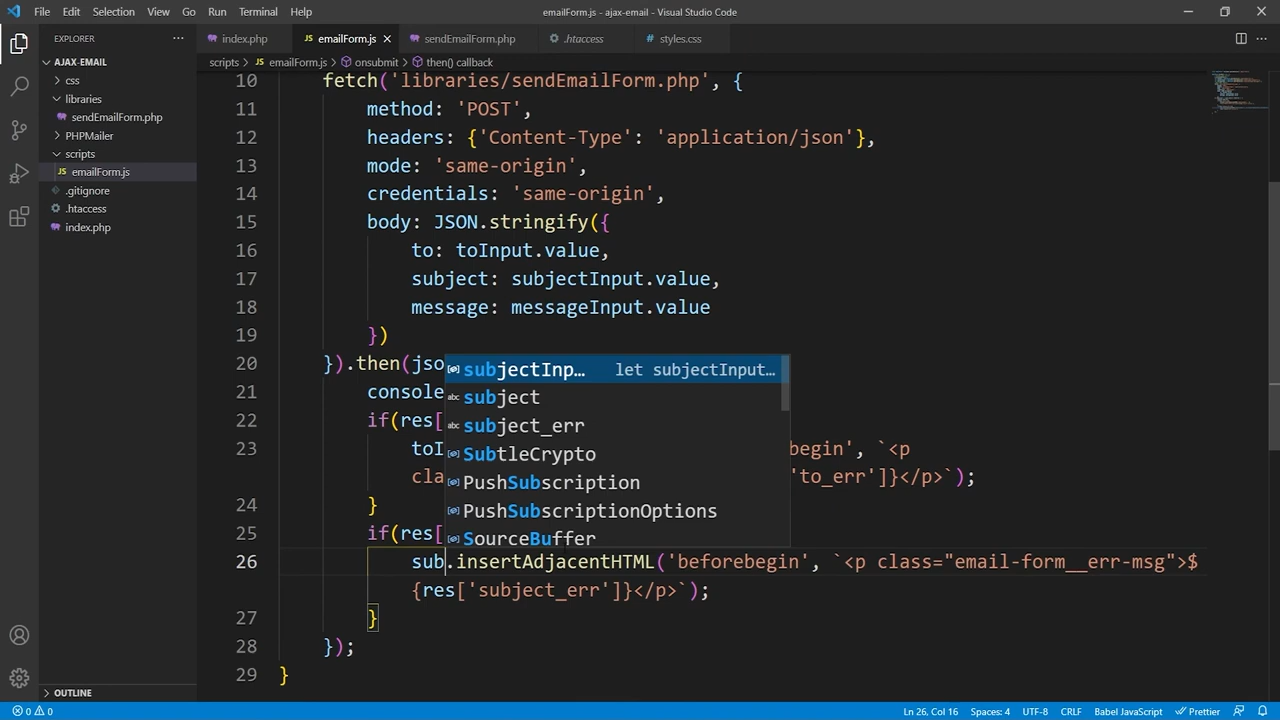 File Edit Selection View Go Run Terminal Help
emailForm.js - ajax-email - Visual Studio Code
EXPLORER
index.php
emailForm.js
sendEmailForm.php
.htaccess
styles.css
AJAX-EMAIL
scripts > JS emailForm.js > onsubmit > then() callback
css
libraries
sendEmailForm.php
PHPMailer
scripts
JS emailForm.js
.gitignore
.htaccess
index.php
10 fetch('libraries/sendEmailForm.php', {
11 method: 'POST',
12 headers: {'Content-Type': 'application/json'},
13 mode: 'same-origin',
14 credentials: 'same-origin',
15 body: JSON.stringify({
16 to: toInput.value,
17 subject: subjectInput.value,
18 message: messageInput.value
19 })
20 }).then(jso
21 console
22 if(res[
23 toI
begin', `<p
cla
'to_err']}</p>`);
24 }
25 if(res[
26 sub.insertAdjacentHTML('beforebegin', `<p class="email-form__err-msg">$
{res['subject_err']}</p>`);
27 }
28 });
29 }
subjectInp… let subjectInput…
abc subject
abc subject_err
SubtleCrypto
PushSubscription
PushSubscriptionOptions
SourceBuffer
OUTLINE
0 0
Ln 26, Col 16 Spaces: 4 UTF-8 CRLF Babel JavaScript Prettier